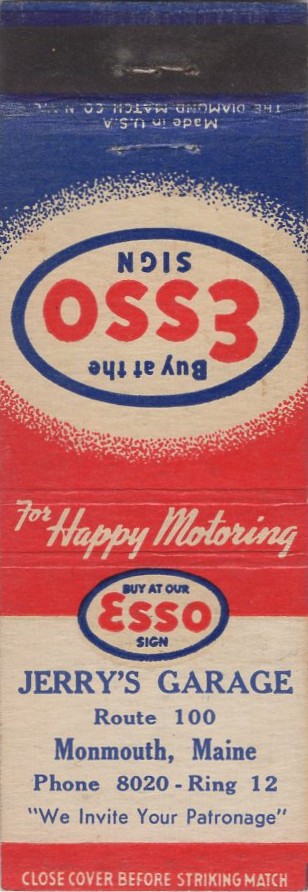 THE DIAMOND MATCH CO. N.Y.C.
Made in U.S.A.
Buy at the
ESSO
SIGN
For Happy Motoring
BUY AT OUR
ESSO
SIGN
JERRY'S GARAGE
Route 100
Monmouth, Maine
Phone 8020 - Ring 12
"We Invite Your Patronage"
CLOSE COVER BEFORE STRIKING MATCH